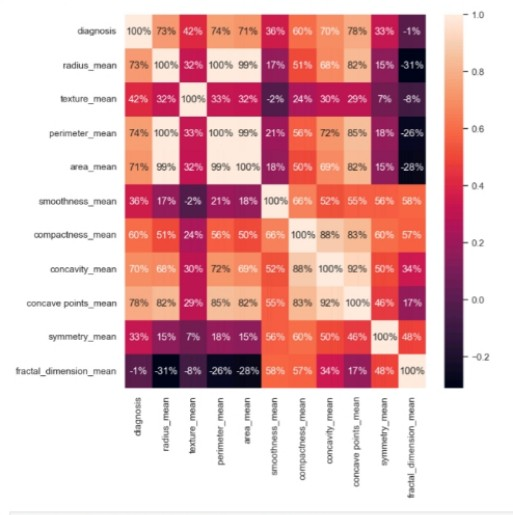 diagnosis 100% 73% 42% 74% 71% 36% 60% 70% 78% 33% -1%
radius_mean 73% 100% 32% 100% 99% 17% 51% 68% 82% 15% -31%
texture_mean 42% 32% 100% 33% 32% -2% 24% 30% 29% 7% -8%
perimeter_mean 74% 100% 33% 100% 99% 21% 56% 72% 85% 18% -26%
area_mean 71% 99% 32% 99% 100% 18% 50% 69% 82% 15% -28%
smoothness_mean 36% 17% -2% 21% 18% 100% 66% 52% 55% 56% 58%
compactness_mean 60% 51% 24% 56% 50% 66% 100% 88% 83% 60% 57%
concavity_mean 70% 68% 30% 72% 69% 52% 88% 100% 92% 50% 34%
concave points_mean 78% 82% 29% 85% 82% 55% 83% 92% 100% 46% 17%
symmetry_mean 33% 15% 7% 18% 15% 56% 60% 50% 46% 100% 48%
fractal_dimension_mean -1% -31% -8% -26% -28% 58% 57% 34% 17% 48% 100%
diagnosis
radius_mean
texture_mean
perimeter_mean
area_mean
smoothness_mean
compactness_mean
concavity_mean
concave points_mean
symmetry_mean
fractal_dimension_mean
1.0
0.8
0.6
0.4
0.2
0.0
-0.2